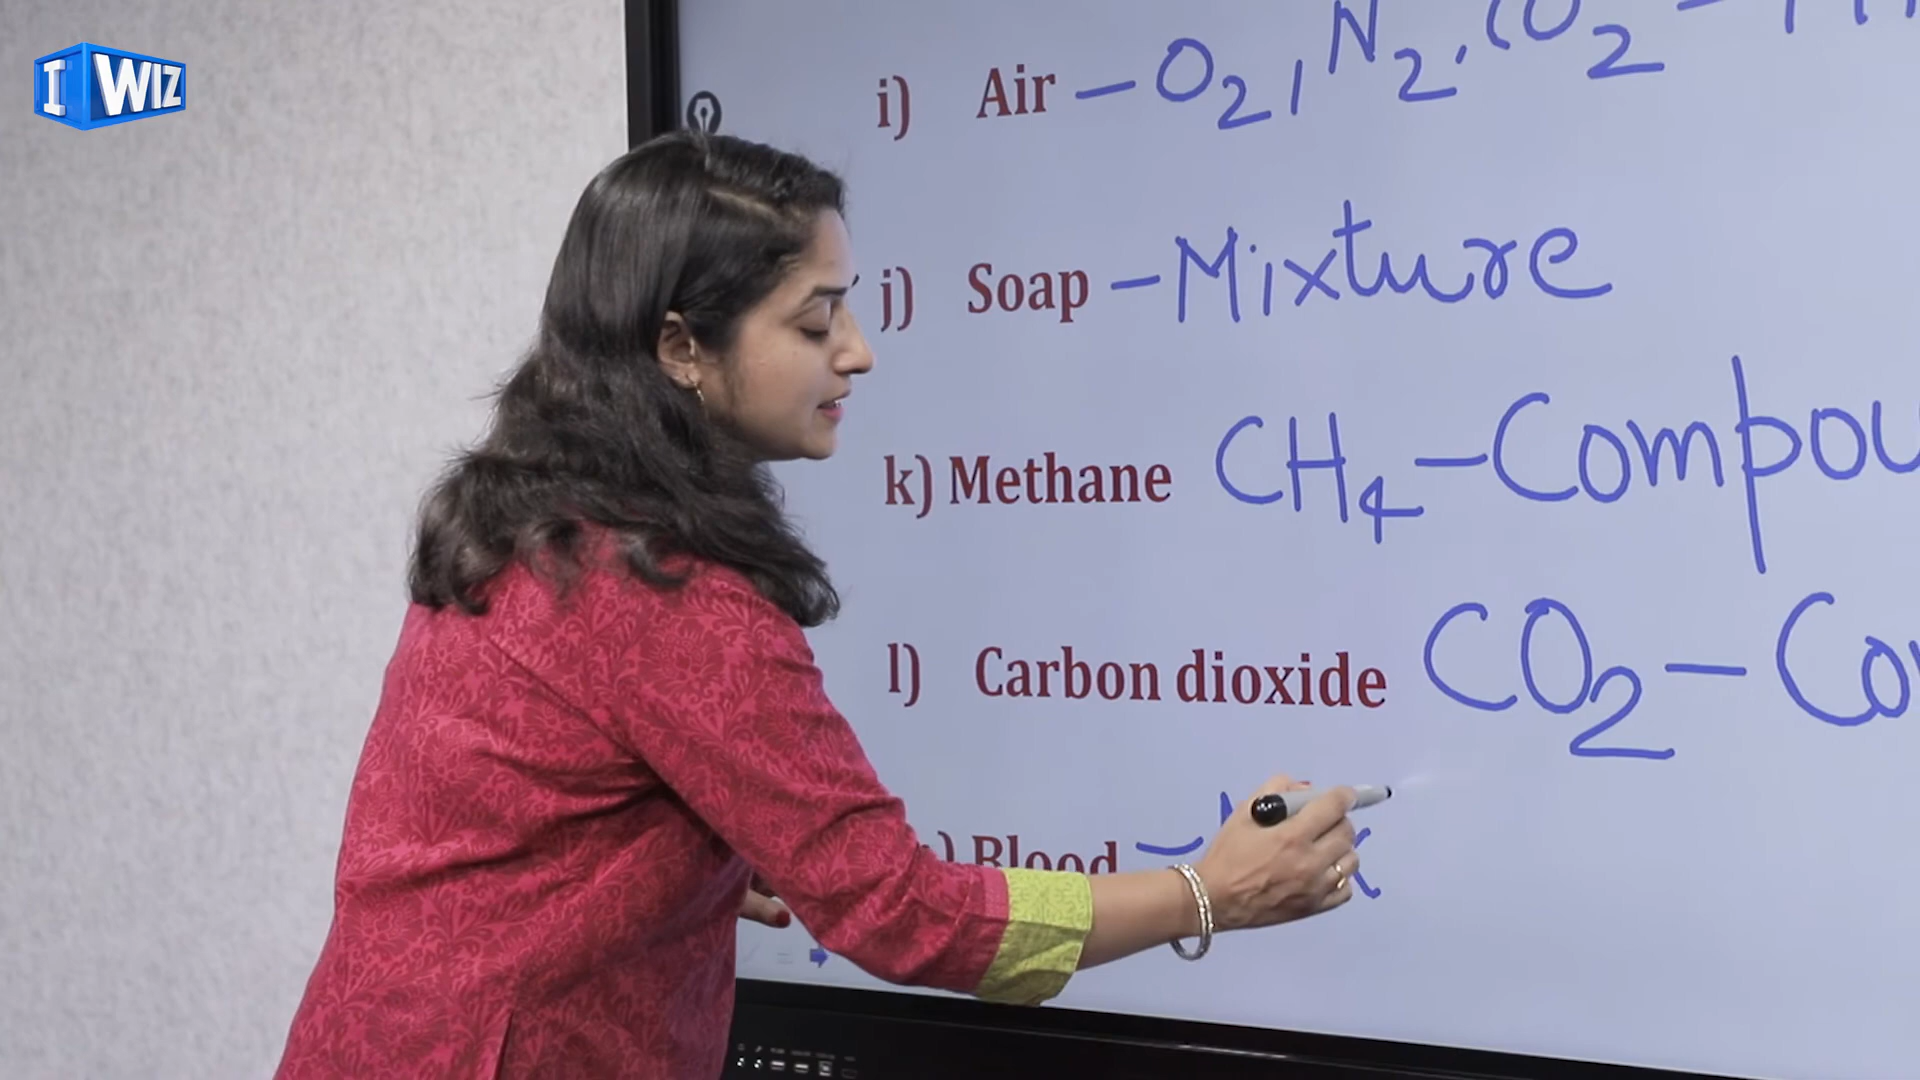 I WIZ
i) Air - O2, N2, CO2 -
j) Soap - Mixture
k) Methane CH4 - Compou
l) Carbon dioxide CO2 - Co
Blood -